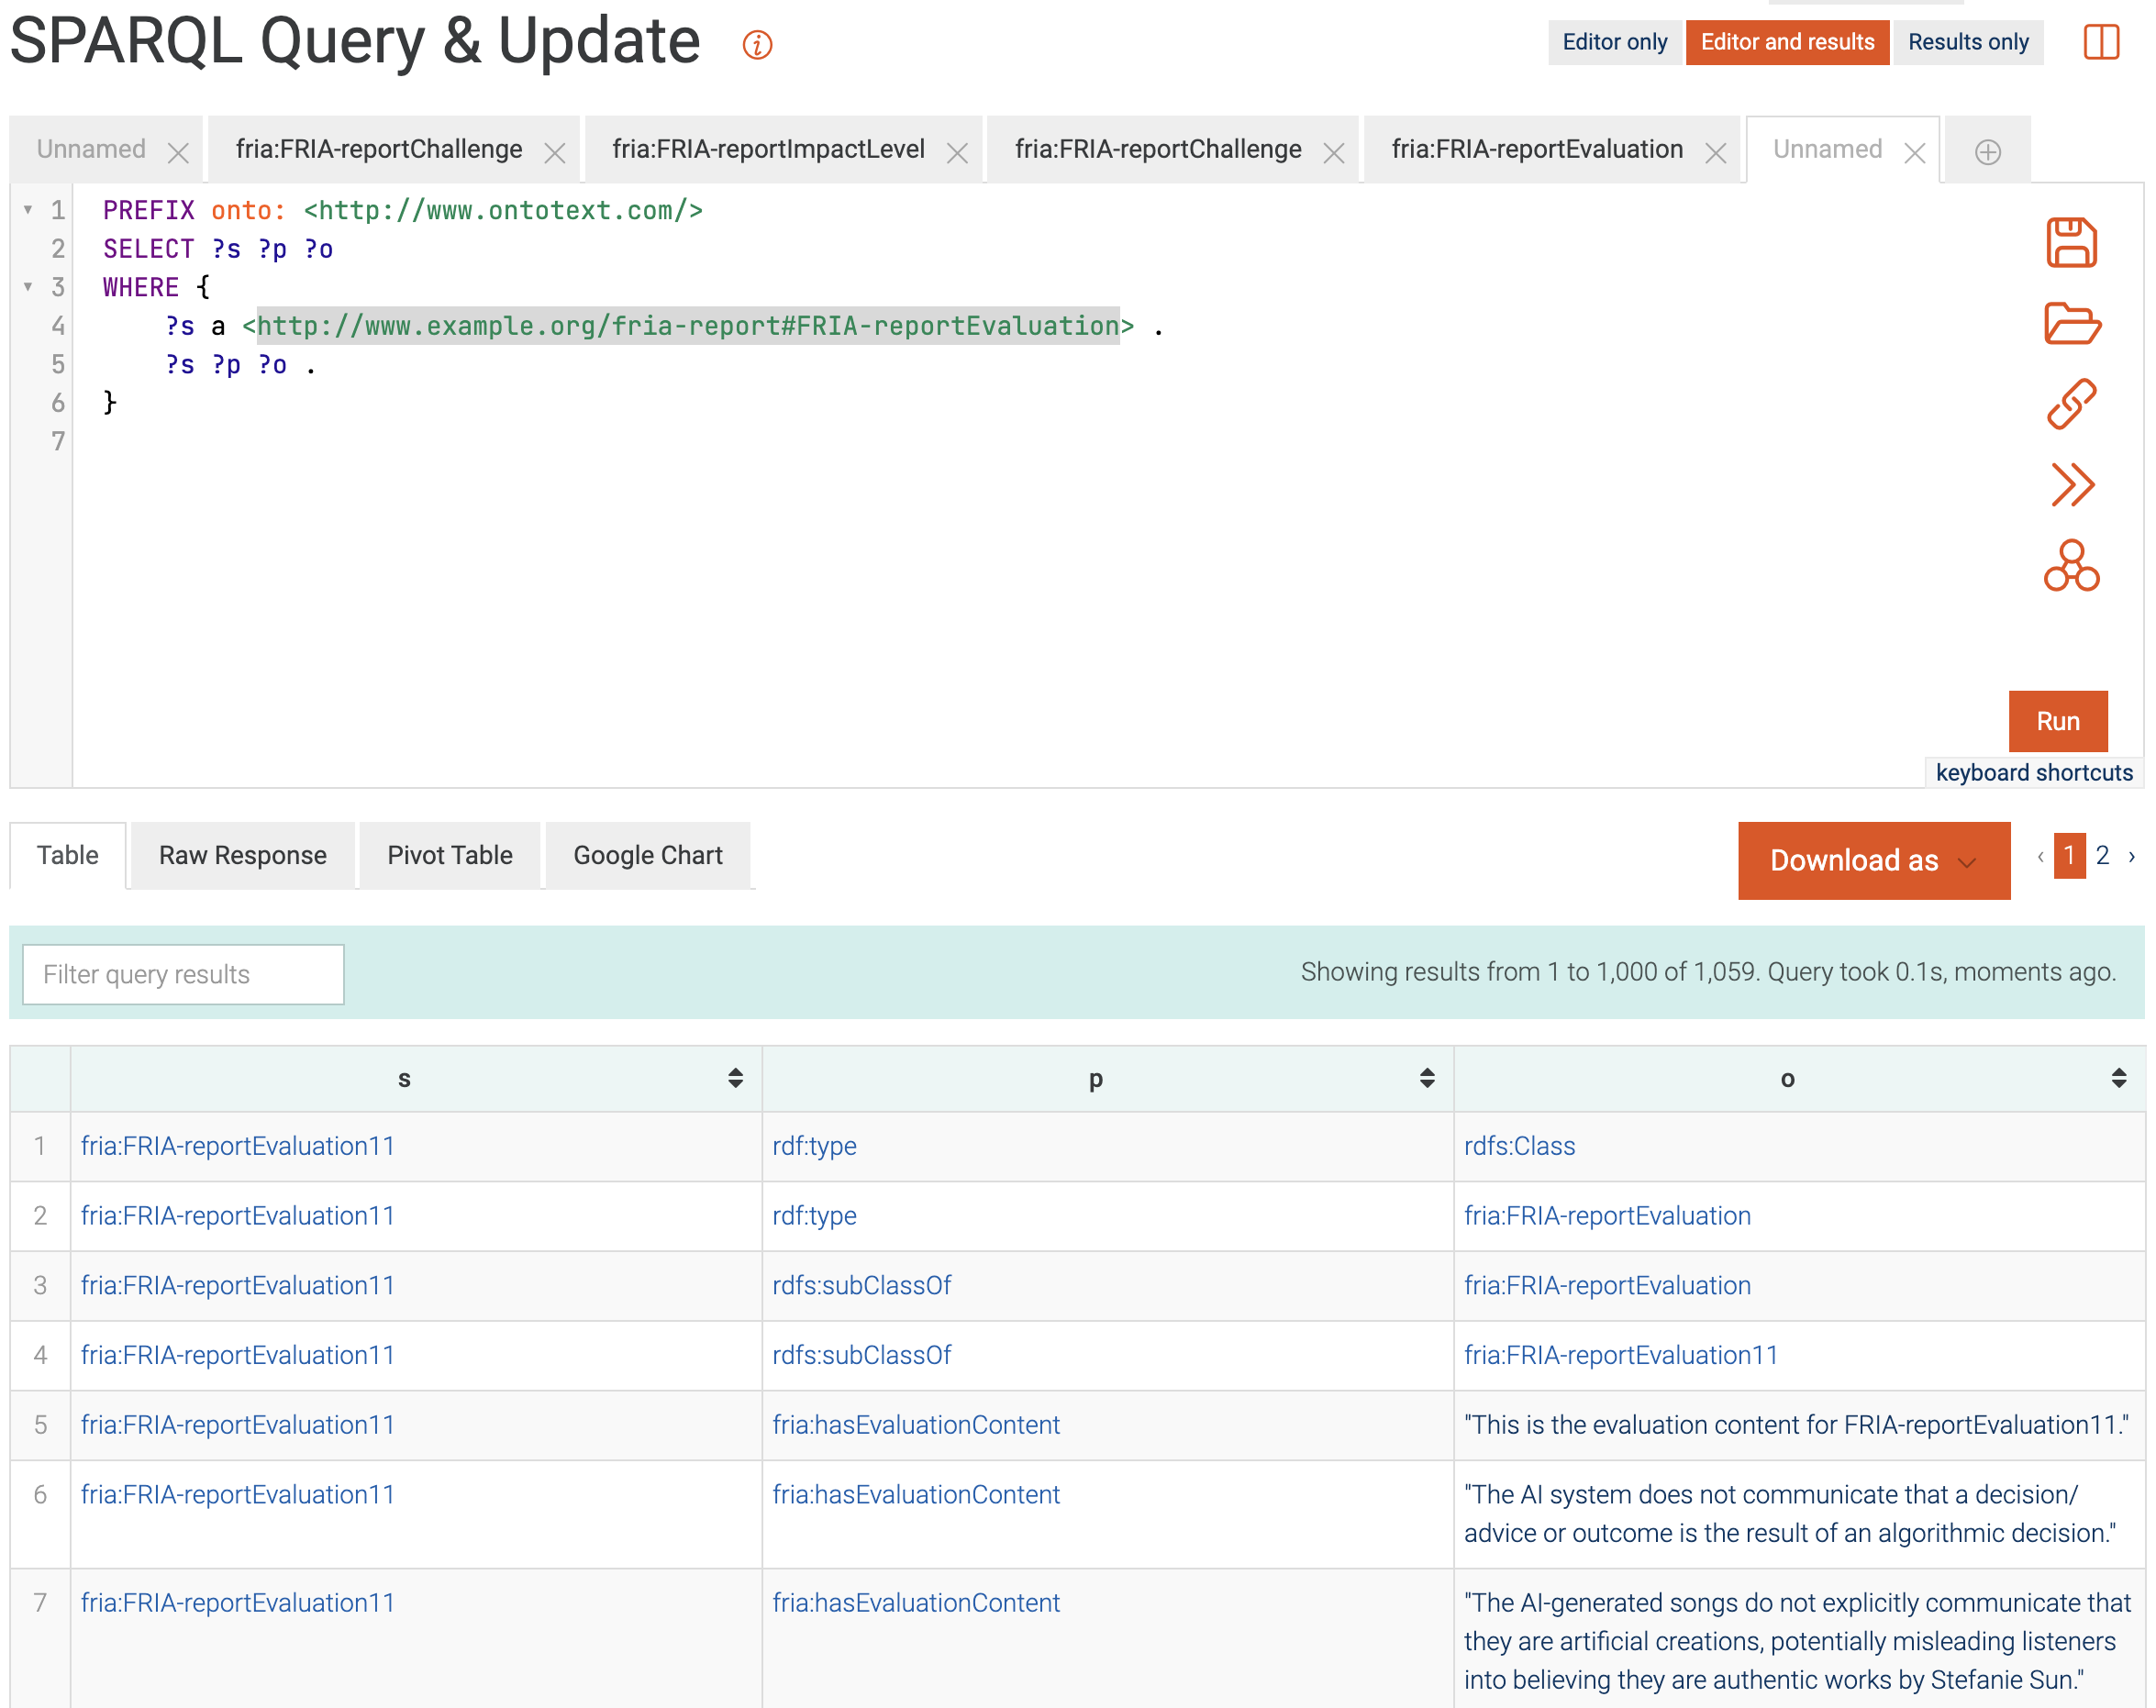 SPARQL Query & Update
Editor only Editor and results Results only
Unnamed fria:FRIA-reportChallenge fria:FRIA-reportImpactLevel fria:FRIA-reportChallenge fria:FRIA-reportEvaluation Unnamed
1 PREFIX onto: <http://www.ontotext.com/>
2 SELECT ?s ?p ?o
3 WHERE {
4 ?s a <http://www.example.org/fria-report#FRIA-reportEvaluation> .
5 ?s ?p ?o .
6 }
7
Run
keyboard shortcuts
Table Raw Response Pivot Table Google Chart Download as ‹ 1 2 ›
Filter query results Showing results from 1 to 1,000 of 1,059. Query took 0.1s, moments ago.
s p o
1 fria:FRIA-reportEvaluation11 rdf:type rdfs:Class
2 fria:FRIA-reportEvaluation11 rdf:type fria:FRIA-reportEvaluation
3 fria:FRIA-reportEvaluation11 rdfs:subClassOf fria:FRIA-reportEvaluation
4 fria:FRIA-reportEvaluation11 rdfs:subClassOf fria:FRIA-reportEvaluation11
5 fria:FRIA-reportEvaluation11 fria:hasEvaluationContent "This is the evaluation content for FRIA-reportEvaluation11."
6 fria:FRIA-reportEvaluation11 fria:hasEvaluationContent "The AI system does not communicate that a decision/
advice or outcome is the result of an algorithmic decision."
7 fria:FRIA-reportEvaluation11 fria:hasEvaluationContent "The AI-generated songs do not explicitly communicate that
they are artificial creations, potentially misleading listeners
into believing they are authentic works by Stefanie Sun."